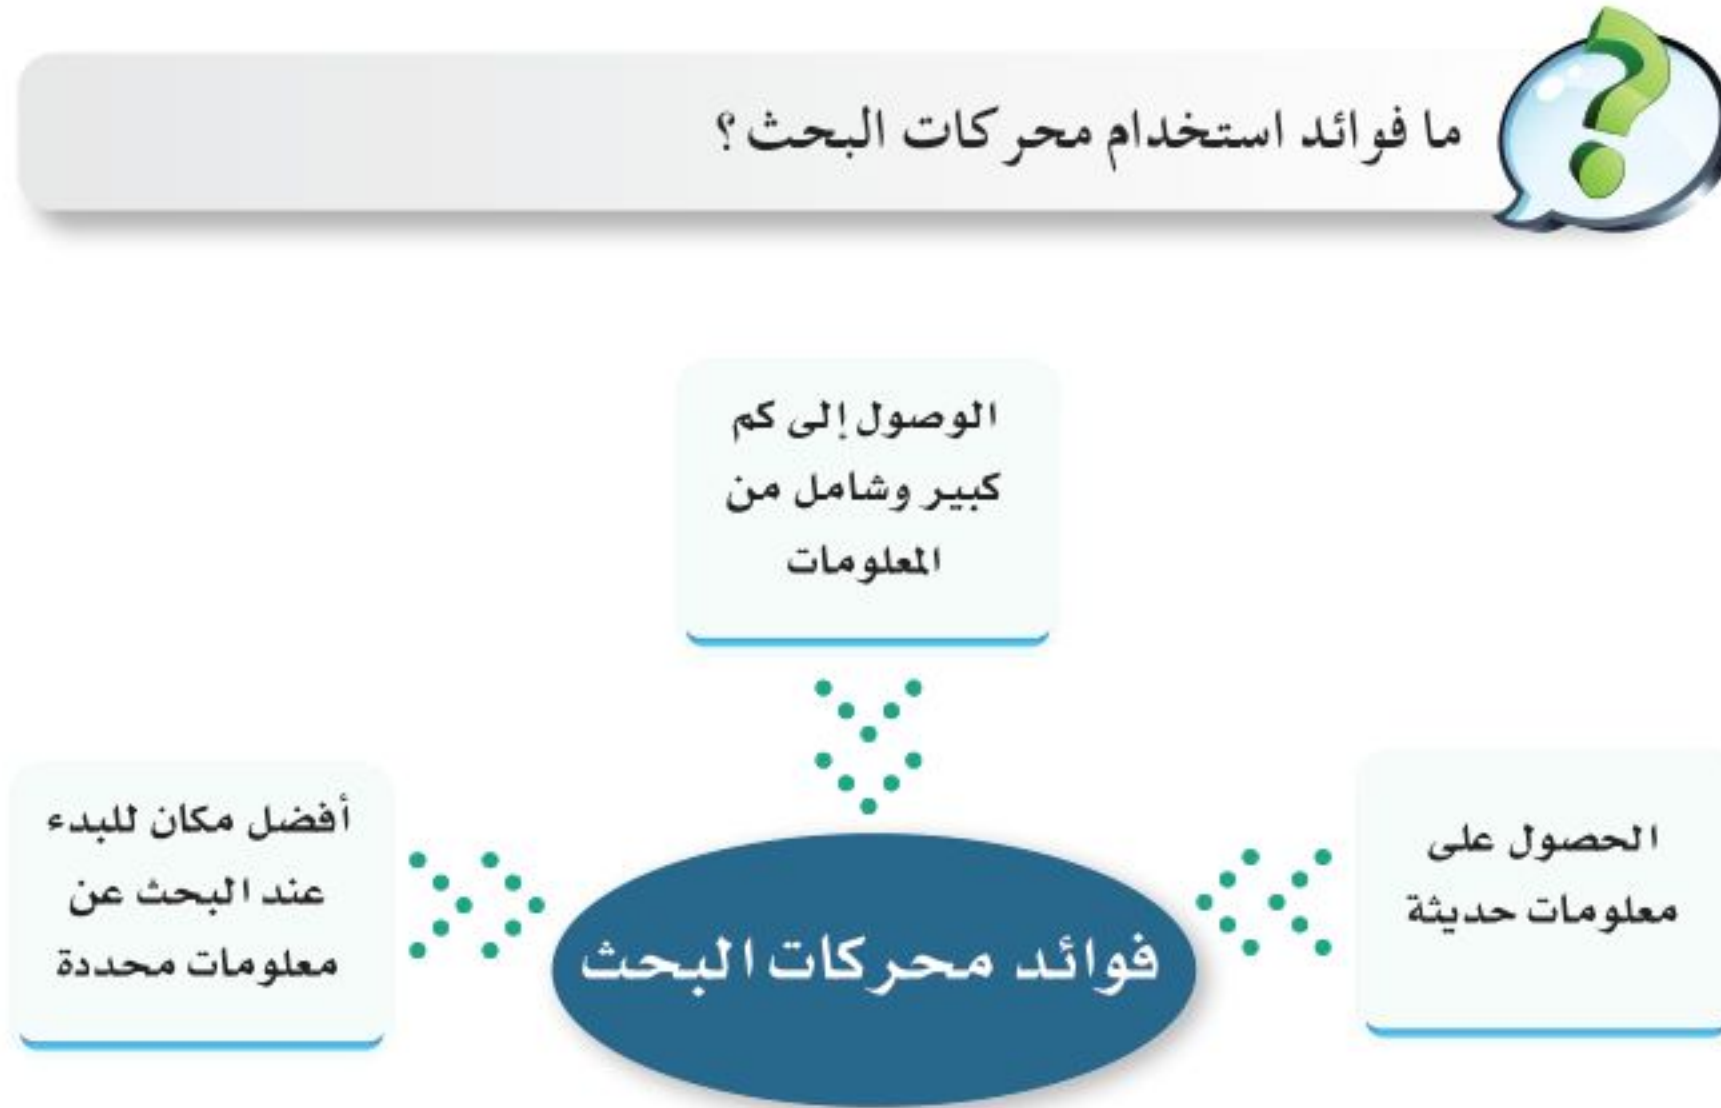 ما فوائد استخدام محركات البحث؟
الوصول إلى كم
كبير وشامل من
المعلومات
الحصول على
معلومات حديثة
أفضل مكان للبدء
عند البحث عن
معلومات محددة
فوائد محركات البحث